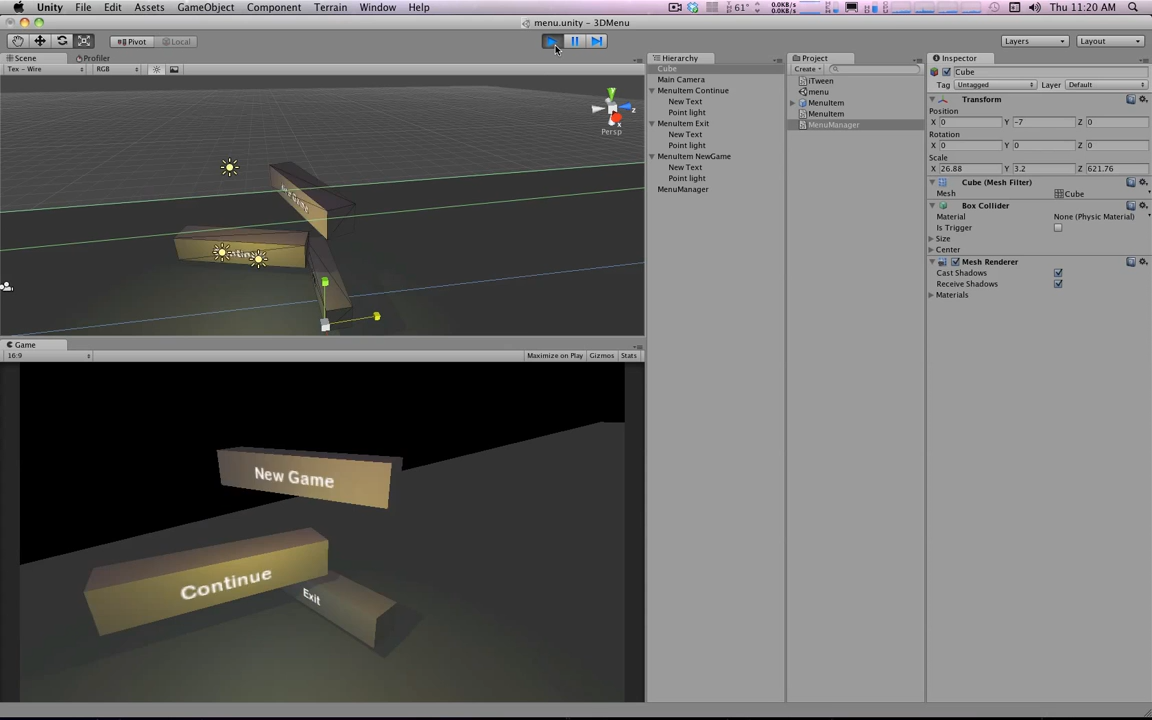 Unity File Edit Assets GameObject Component Terrain Window Help
61° 0.0KB/s 0.0KB/s Thu 11:20 AM
menu.unity – 3DMenu
Pivot Local Layers Layout
Scene Profiler
Tex – Wire RGB
z
x
Persp
Game
16:9 Maximize on Play Gizmos Stats
New Game
Continue
Exit
Hierarchy
Cube
Main Camera
MenuItem Continue
New Text
Point light
MenuItem Exit
New Text
Point light
MenuItem NewGame
New Text
Point light
MenuManager
Project
Create
iTween
menu
MenuItem
MenuItem
MenuManager
Inspector
Cube
Tag Untagged Layer Default
Transform
Position
X 0 Y –7 Z 0
Rotation
X 0 Y 0 Z 0
Scale
X 26.88 Y 3.2 Z 621.76
Cube (Mesh Filter)
Mesh Cube
Box Collider
Material None (Physic Material)
Is Trigger
Size
Center
Mesh Renderer
Cast Shadows
Receive Shadows
Materials